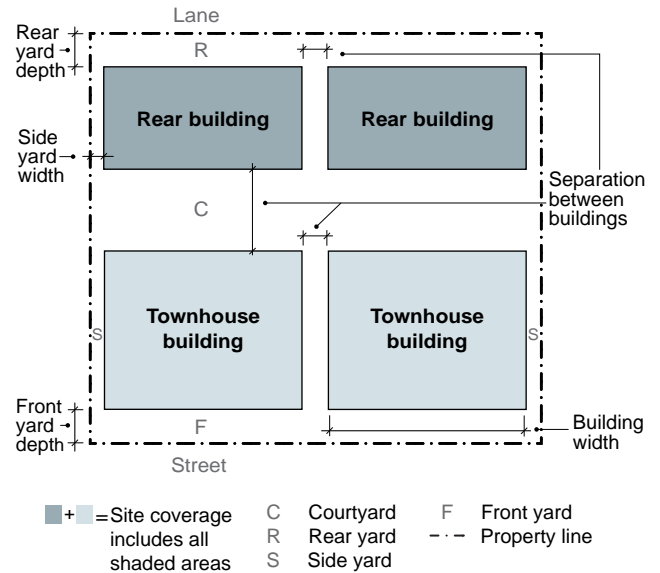 Lane
Rear
yard
depth
R
Rear building
Rear building
Side
yard
width
C
Separation
between
buildings
Townhouse
building
Townhouse
building
S
S
Front
yard
depth
F
Building
width
Street
+ = Site coverage
includes all
shaded areas
C Courtyard
R Rear yard
S Side yard
F Front yard
Property line